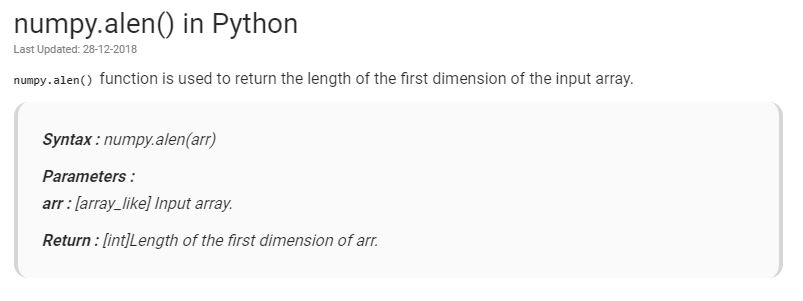 numpy.alen() in Python
Last Updated: 28-12-2018
numpy.alen() function is used to return the length of the first dimension of the input array.
Syntax : numpy.alen(arr)
Parameters :
arr : [array_like] Input array.
Return : [int]Length of the first dimension of arr.